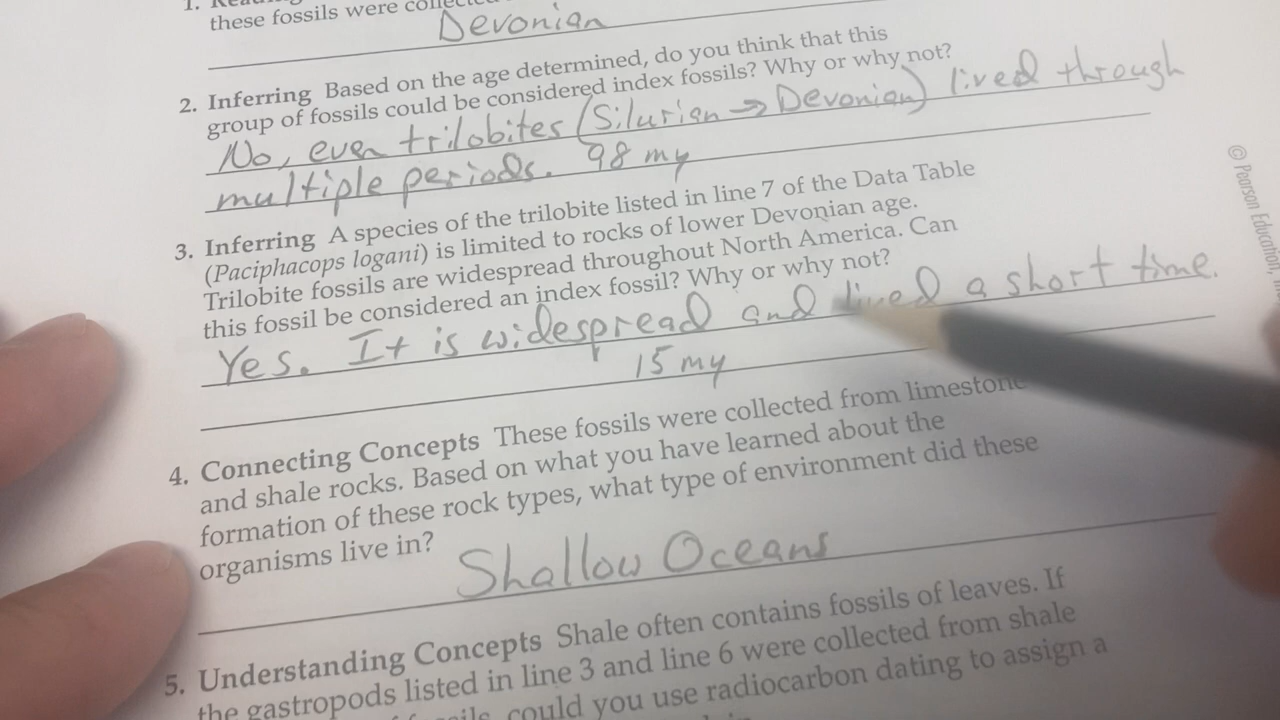 1.
these fossils were collected
Devonian
2. Inferring Based on the age determined, do you think that this
group of fossils could be considered index fossils? Why or why not?
No, even trilobites (Silurian → Devonian) lived through
multiple periods. 98 my
3. Inferring A species of the trilobite listed in line 7 of the Data Table
(Paciphacops logani) is limited to rocks of lower Devonian age.
Trilobite fossils are widespread throughout North America. Can
this fossil be considered an index fossil? Why or why not?
Yes. It is widespread and lived a short time.
15 my
4. Connecting Concepts These fossils were collected from limestone
and shale rocks. Based on what you have learned about the
formation of these rock types, what type of environment did these
organisms live in?
Shallow Oceans
5. Understanding Concepts Shale often contains fossils of leaves. If
the gastropods listed in line 3 and line 6 were collected from shale
could you use radiocarbon dating to assign a
© Pearson Education,